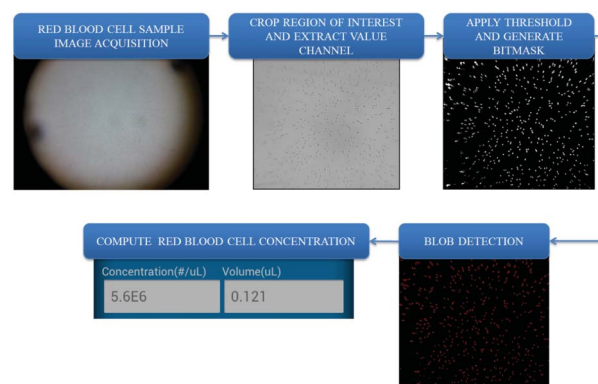 RED BLOOD CELL SAMPLE
IMAGE ACQUISITION
CROP REGION OF INTEREST
AND EXTRACT VALUE
CHANNEL
APPLY THRESHOLD
AND GENERATE
BITMASK
COMPUTE RED BLOOD CELL CONCENTRATION
BLOB DETECTION
Concentration(#/uL) Volume(uL)
5.6E6 0.121